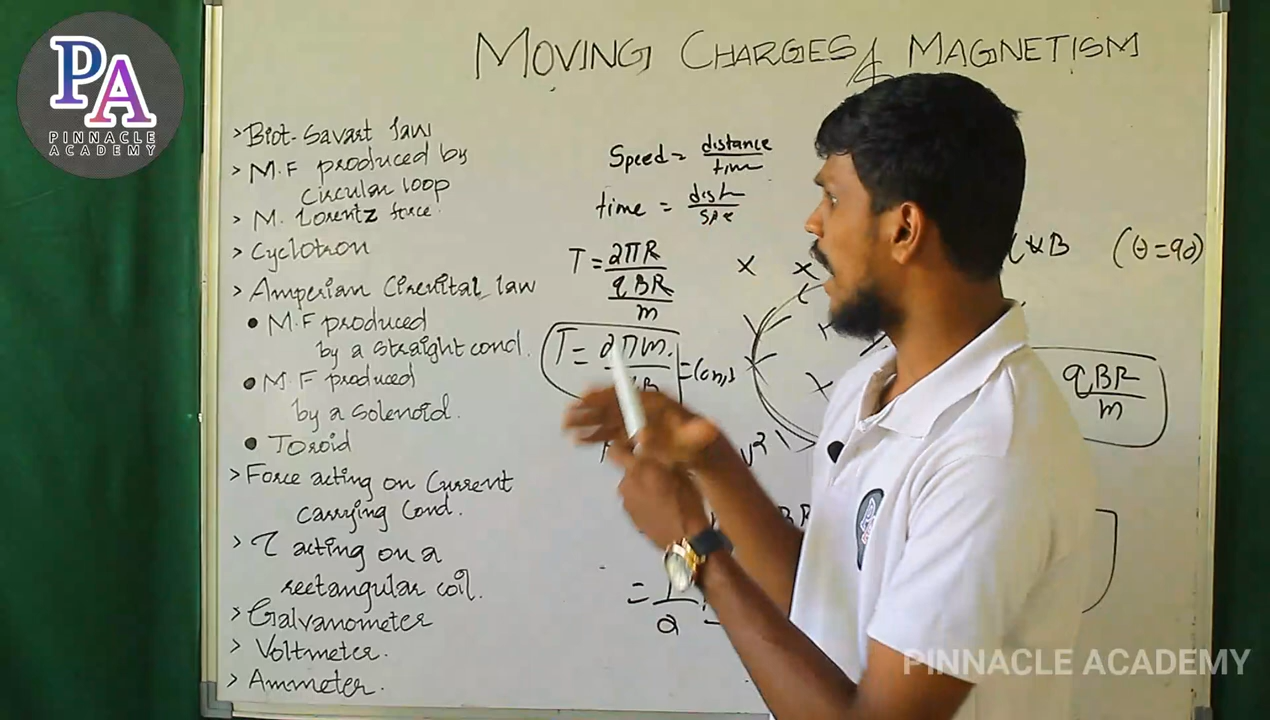 PA
PINNACLE
ACADEMY
MOVING CHARGES & MAGNETISM
> Biot-Savart law
> M.F produced by
circular loop
> M. Lorentz force.
> Cyclotron
> Amperian Circuital law
• M.F produced
by a straight cond.
• M.F produced
by a Solenoid.
• Toroid
> Force acting on Current
carrying Cond.
> τ acting on a
rectangular coil.
> Galvanometer
> Voltmeter.
> Ammeter.
Speed = distance
time
time = dist
spe
T = 2πR
qBR
m
T = 2πm
B
B (θ=90)
x x
qBR
m
PINNACLE ACADEMY